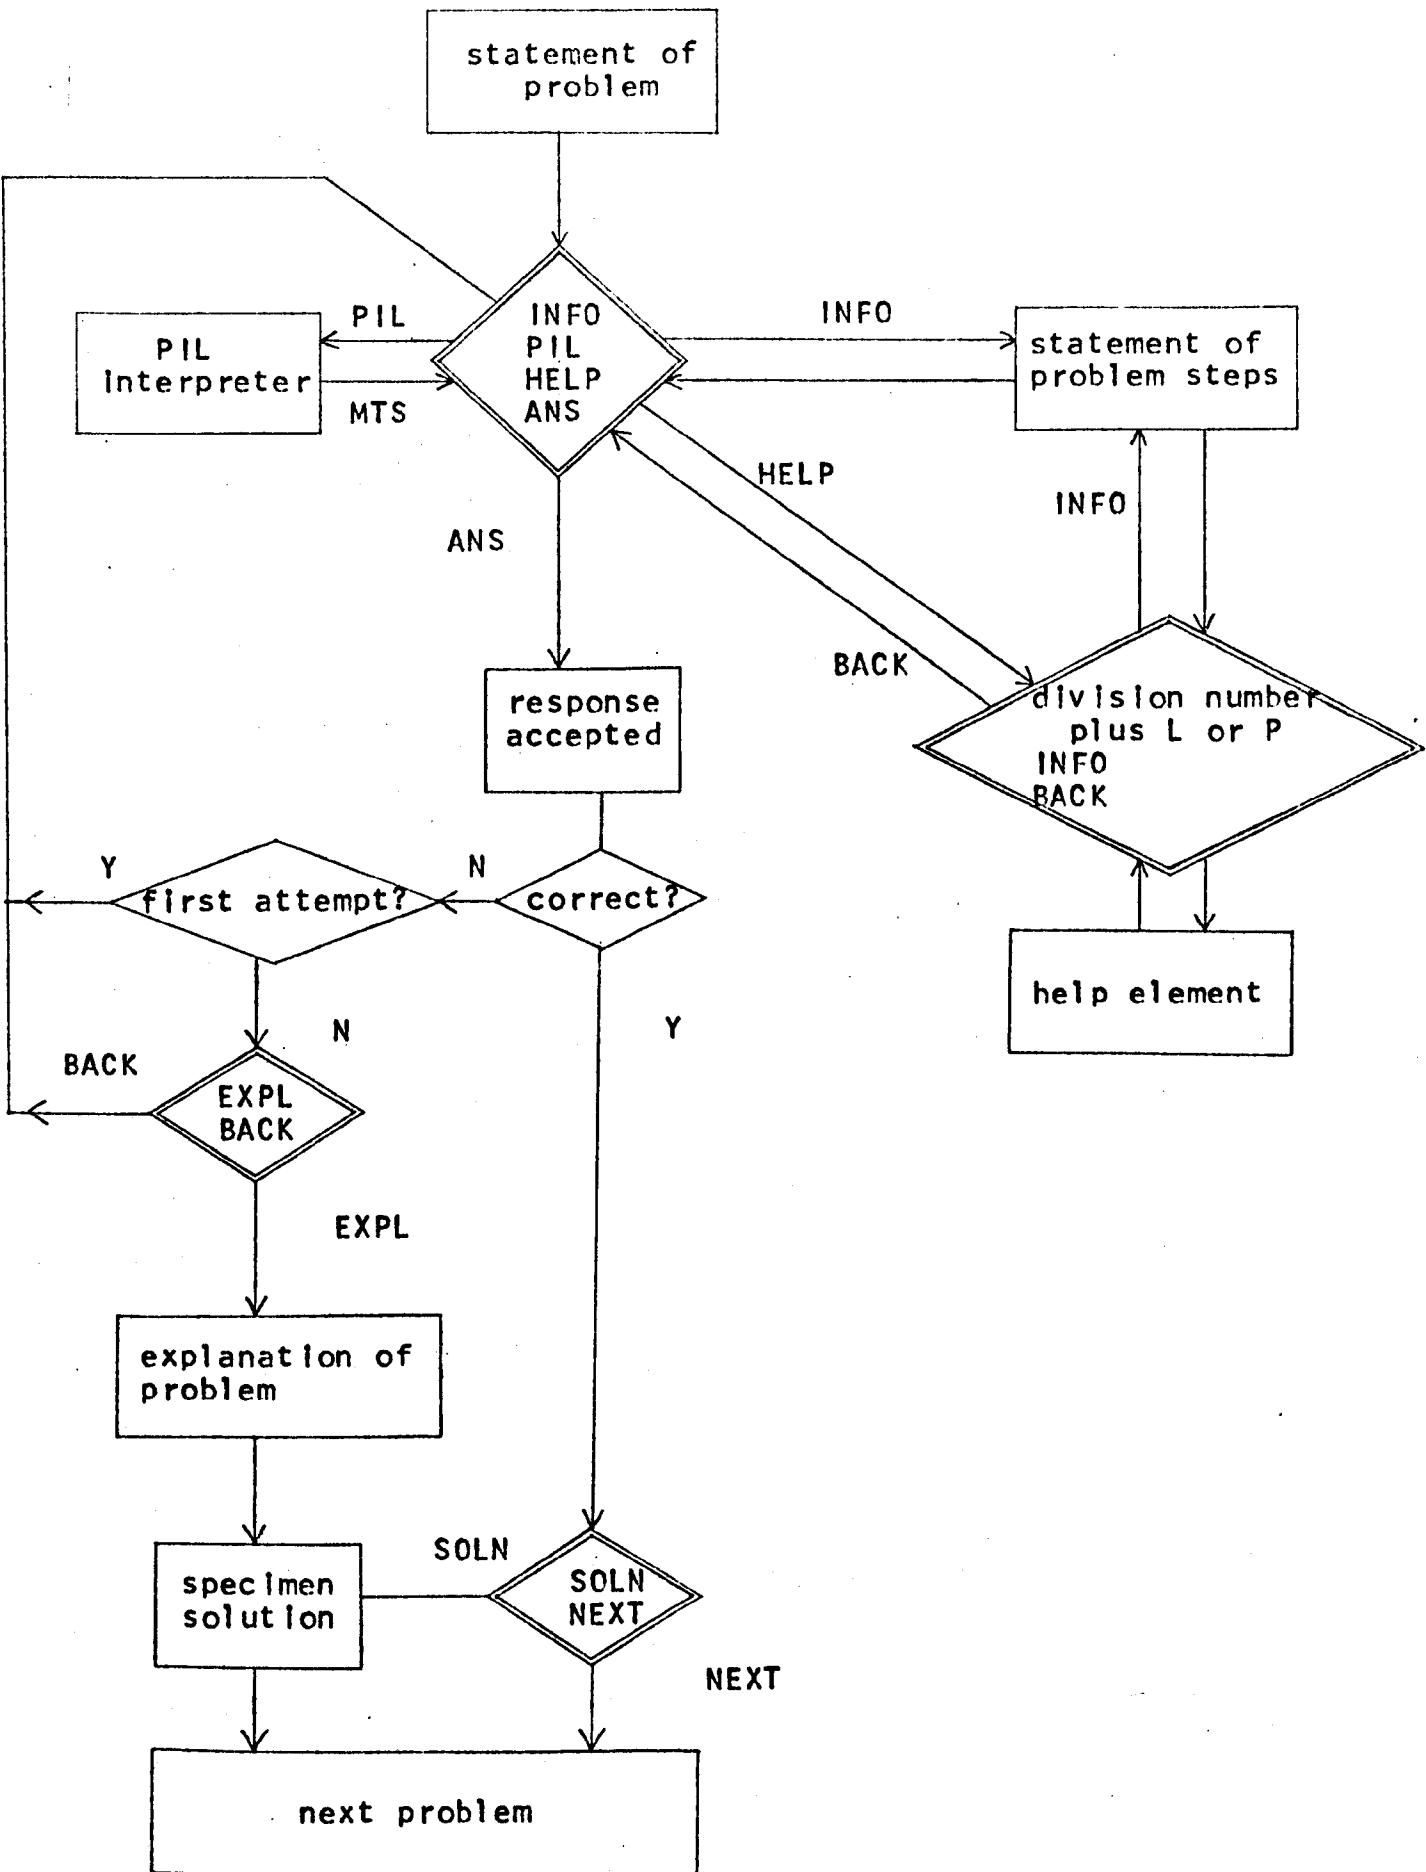 statement of
problem
PIL
INFO
INFO
PIL
HELP
ANS
PIL
interpreter
MTS
statement of
problem steps
HELP
INFO
ANS
BACK
response
accepted
division number
plus L or P
INFO
BACK
Y
first attempt?
N
correct?
help element
N
Y
BACK
EXPL
BACK
EXPL
explanation of
problem
SOLN
specimen
solution
SOLN
NEXT
NEXT
next problem